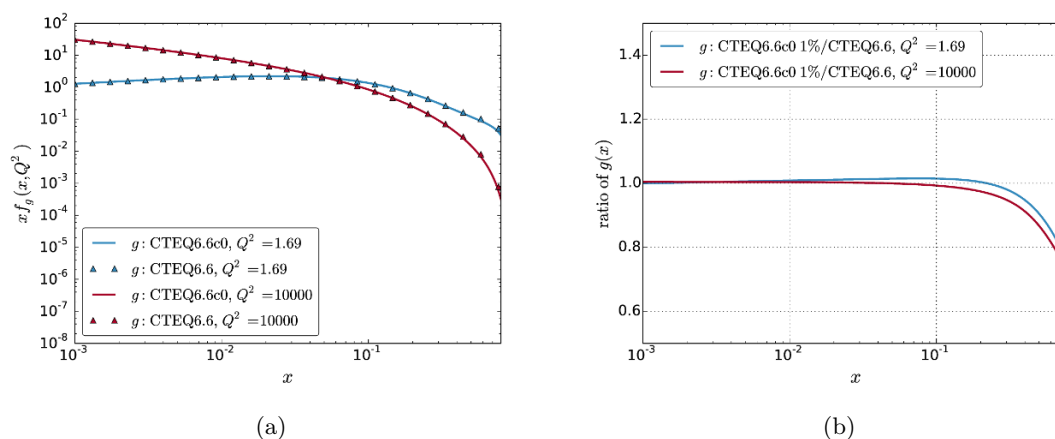 10^2
10^1
10^0
10^-1
10^-2
10^-3
10^-4
10^-5
10^-6
10^-7
10^-8
x f_g(x,Q^2)
g: CTEQ6.6c0, Q^2 =1.69
g: CTEQ6.6, Q^2 =1.69
g: CTEQ6.6c0, Q^2 =10000
g: CTEQ6.6, Q^2 =10000
10^-3 10^-2 10^-1
x
(a)
1.4
1.2
1.0
0.8
0.6
ratio of g(x)
g: CTEQ6.6c0 1%/CTEQ6.6, Q^2 =1.69
g: CTEQ6.6c0 1%/CTEQ6.6, Q^2 =10000
10^-3 10^-2 10^-1
x
(b)